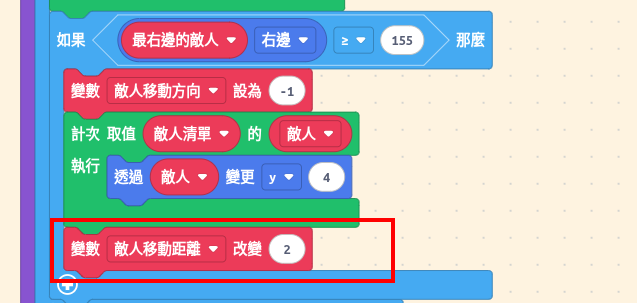 如果 最右邊的敵人 右邊 ≥ 155 那麼
變數 敵人移動方向 設為 -1
計次 取值 敵人清單 的 敵人
執行 透過 敵人 變更 y 4
變數 敵人移動距離 改變 2